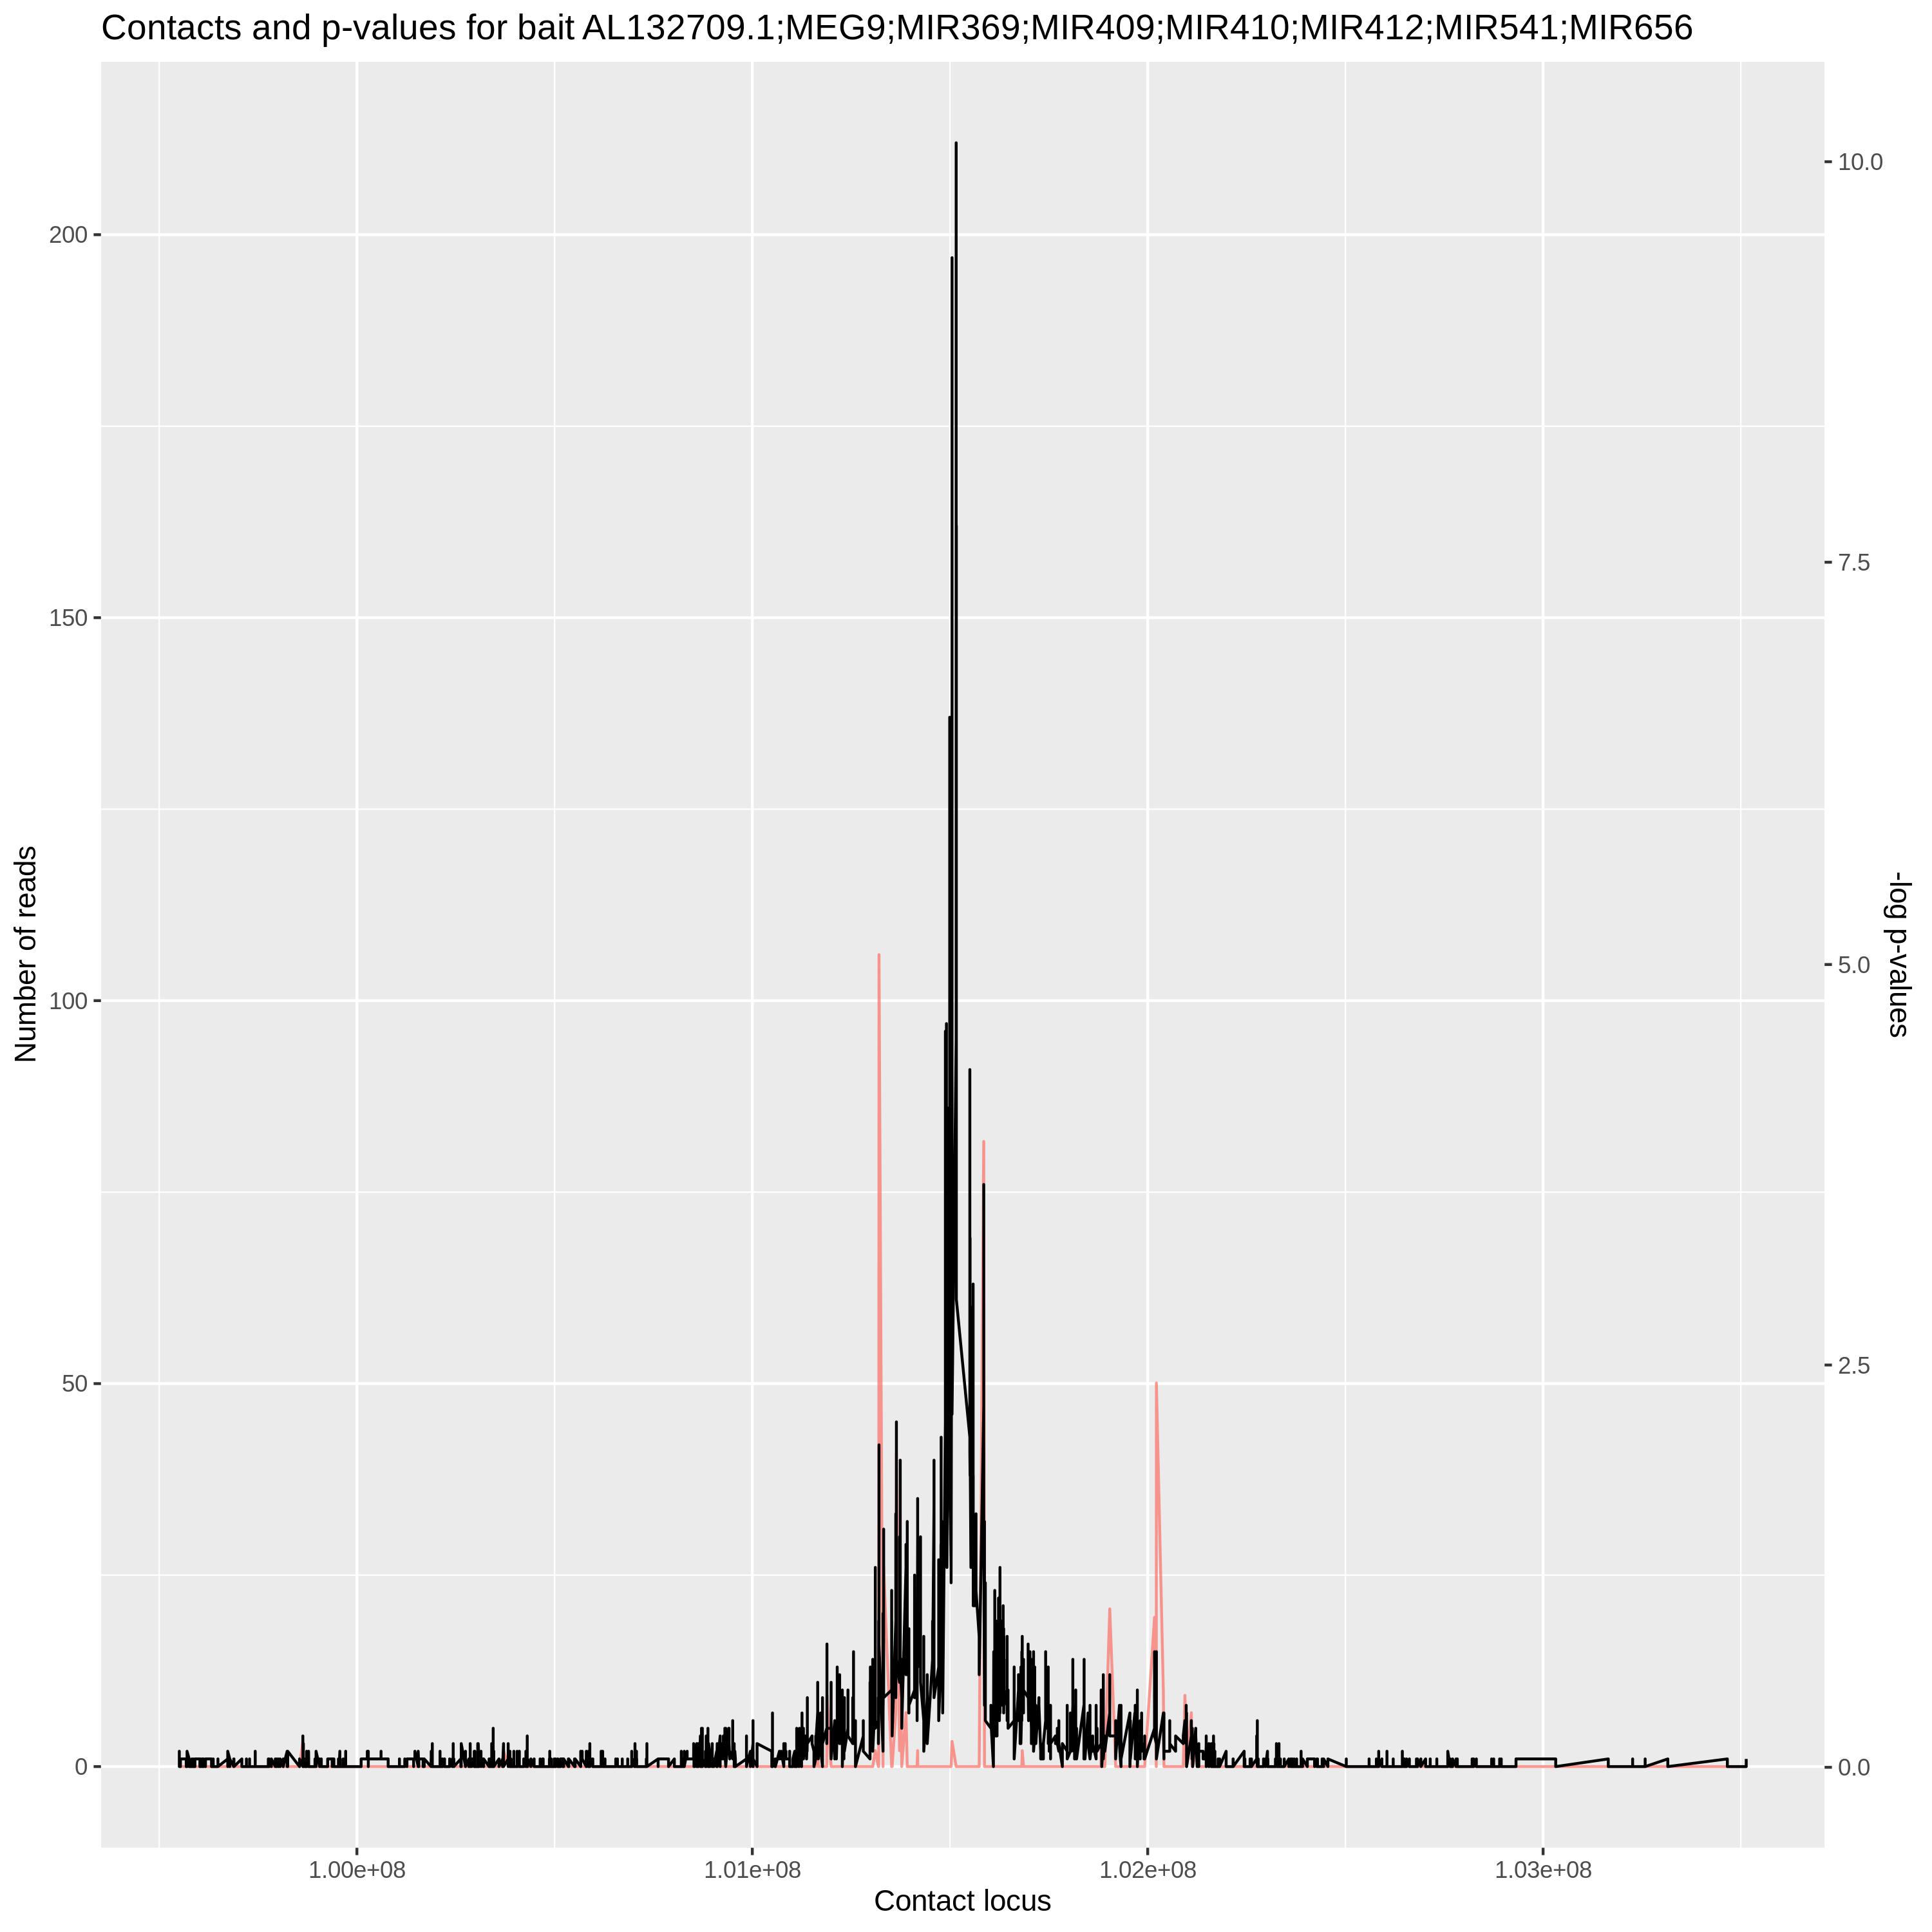 Contacts and p-values for bait AL132709.1;MEG9;MIR369;MIR409;MIR410;MIR412;MIR541;MIR656
200
150
100
50
0
Number of reads
10.0
7.5
5.0
2.5
0.0
-log p-values
1.00e+08
1.01e+08
1.02e+08
1.03e+08
Contact locus